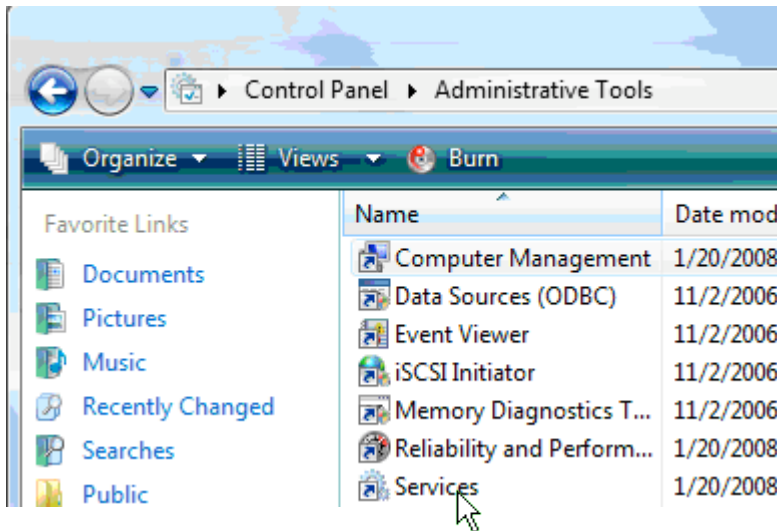 Control Panel Administrative Tools
Organize Views Burn
Favorite Links
Documents
Pictures
Music
Recently Changed
Searches
Public
Name Date mod
Computer Management 1/20/2008
Data Sources (ODBC) 11/2/2006
Event Viewer 11/2/2006
iSCSI Initiator 11/2/2006
Memory Diagnostics T... 11/2/2006
Reliability and Perform... 1/20/2008
Services 1/20/2008